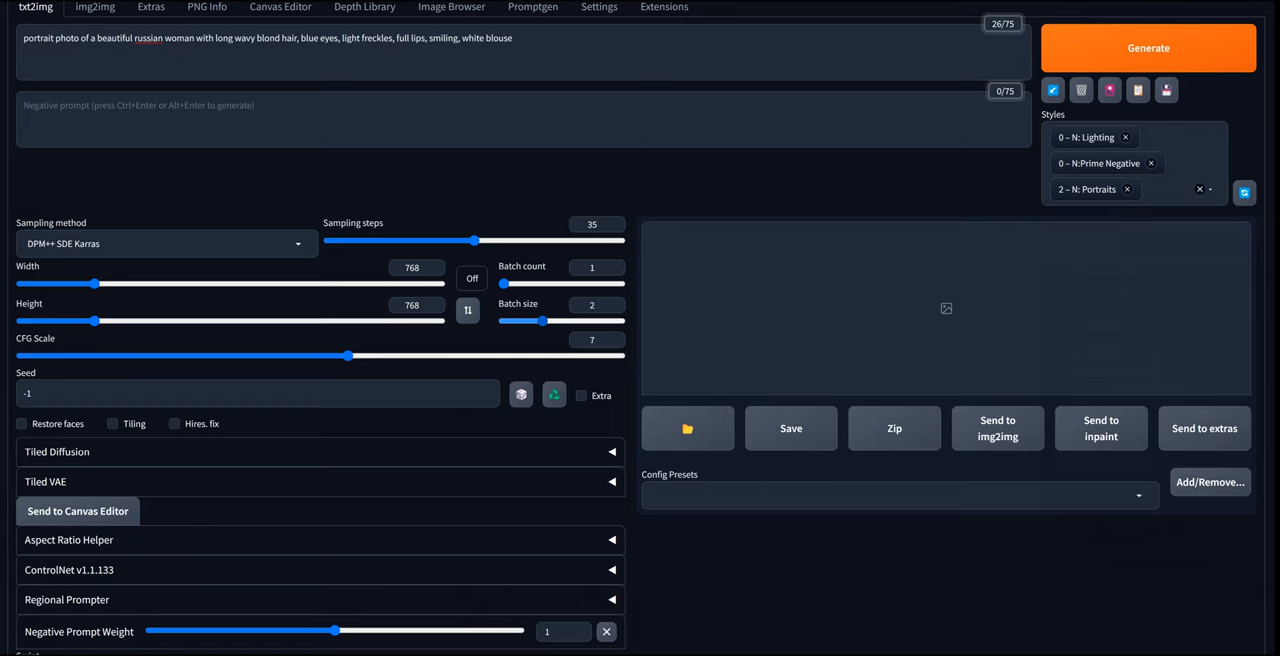 txt2img img2img Extras PNG Info Canvas Editor Depth Library Image Browser Promptgen Settings Extensions
26/75
portrait photo of a beautiful russian woman with long wavy blond hair, blue eyes, light freckles, full lips, smiling, white blouse
Generate
0/75
Negative prompt (press Ctrl+Enter or Alt+Enter to generate)
Styles
0 – N: Lighting
0 – N:Prime Negative
2 – N: Portraits
Sampling method
DPM++ SDE Karras
Sampling steps
35
Width
768
Off
Batch count
1
Height
768
Batch size
2
CFG Scale
7
Seed
-1
Extra
Restore faces Tiling Hires. fix
Tiled Diffusion
Tiled VAE
Send to Canvas Editor
Aspect Ratio Helper
ControlNet v1.1.133
Regional Prompter
Negative Prompt Weight
1
Save
Zip
Send to
img2img
Send to
inpaint
Send to extras
Config Presets
Add/Remove...